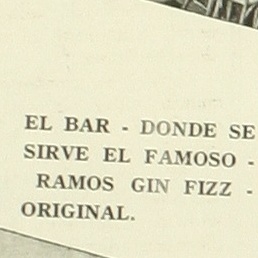 EL BAR - DONDE SE
SIRVE EL FAMOSO -
RAMOS GIN FIZZ -
ORIGINAL.